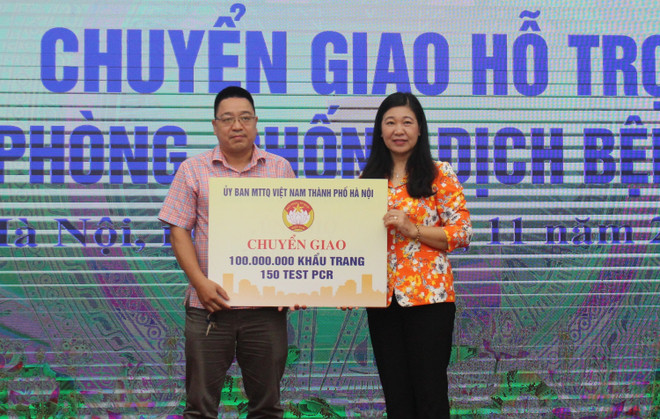 CHUYỂN GIAO HỖ TRỢ
PHÒNG CHỐNG DỊCH BỆN
Hà Nội, 11
ỦY BAN MTTQ VIỆT NAM THÀNH PHỐ HÀ NỘI
CHUYỂN GIAO
100.000.000 KHẨU TRANG
150 TEST PCR